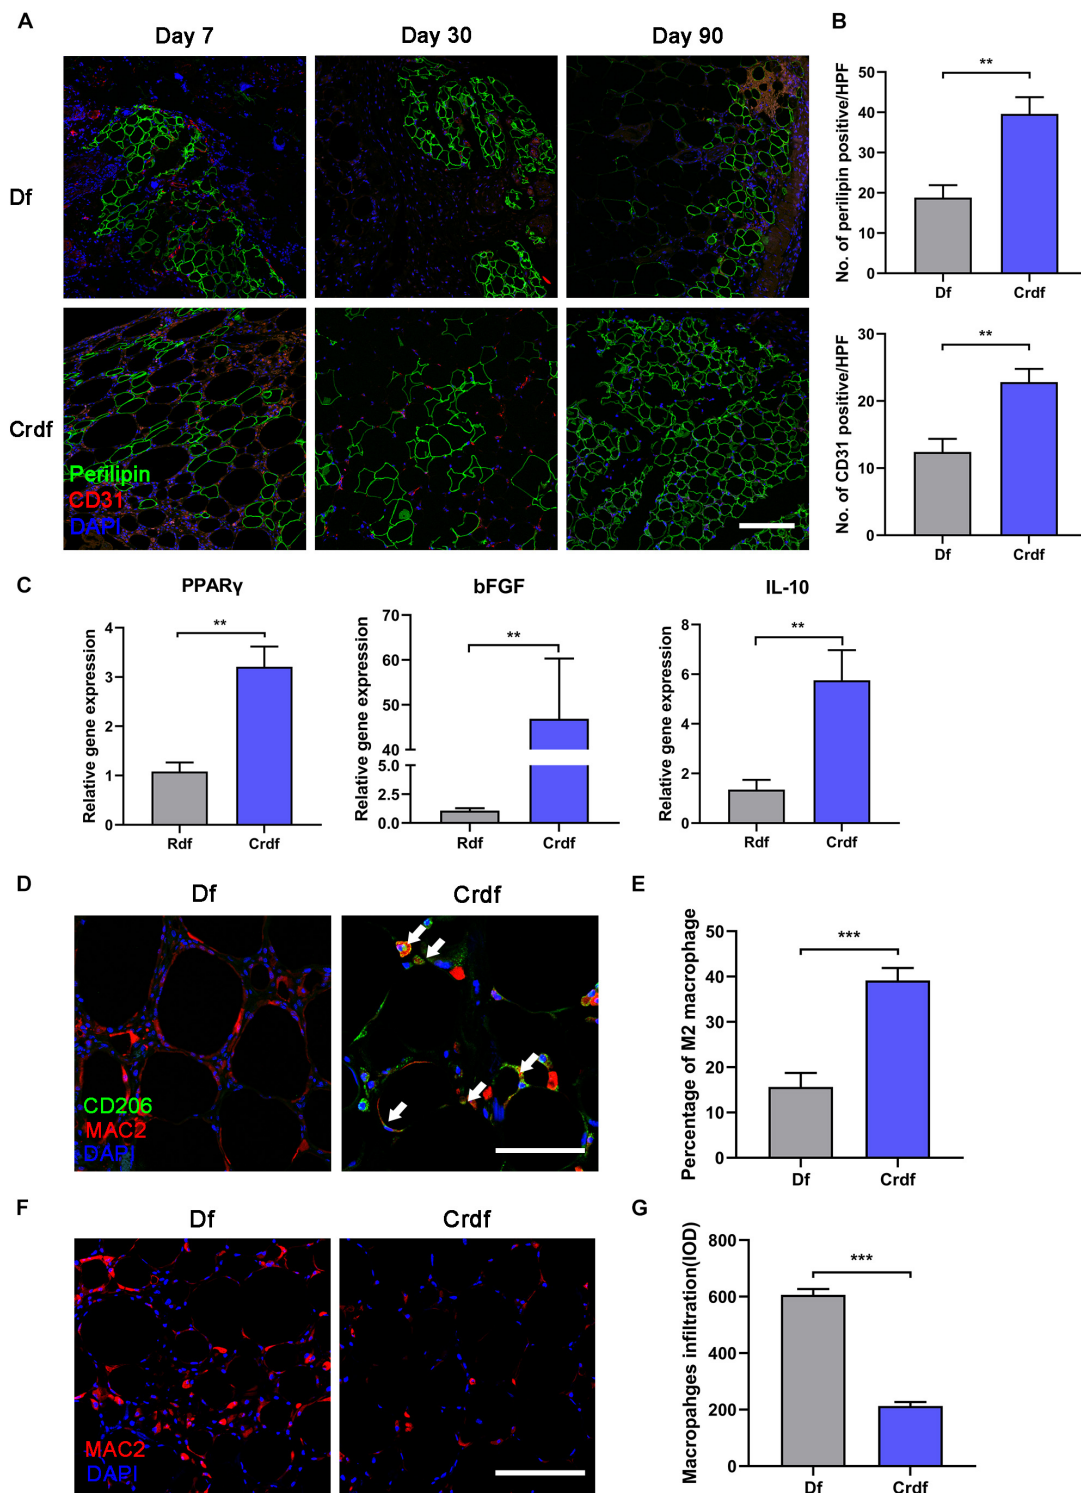 A
Day 7
Day 30
Day 90
Df
Crdf
Perilipin
CD31
DAPI
B
No. of perilipin positive/HPF
50
40
30
20
10
0
**
Df
Crdf
No. of CD31 positive/HPF
30
20
10
0
**
Df
Crdf
C
PPARγ
Relative gene expression
4
3
2
1
0
**
Rdf
Crdf
bFGF
Relative gene expression
70
60
50
40
5.0
2.5
0.0
**
Rdf
Crdf
IL-10
Relative gene expression
8
6
4
2
0
**
Rdf
Crdf
D
Df
Crdf
CD206
MAC2
DAPI
E
Percentage of M2 macrophage
50
40
30
20
10
0
***
Df
Crdf
F
Df
Crdf
MAC2
DAPI
G
Macropahges infiltration(IOD)
800
600
400
200
0
***
Df
Crdf